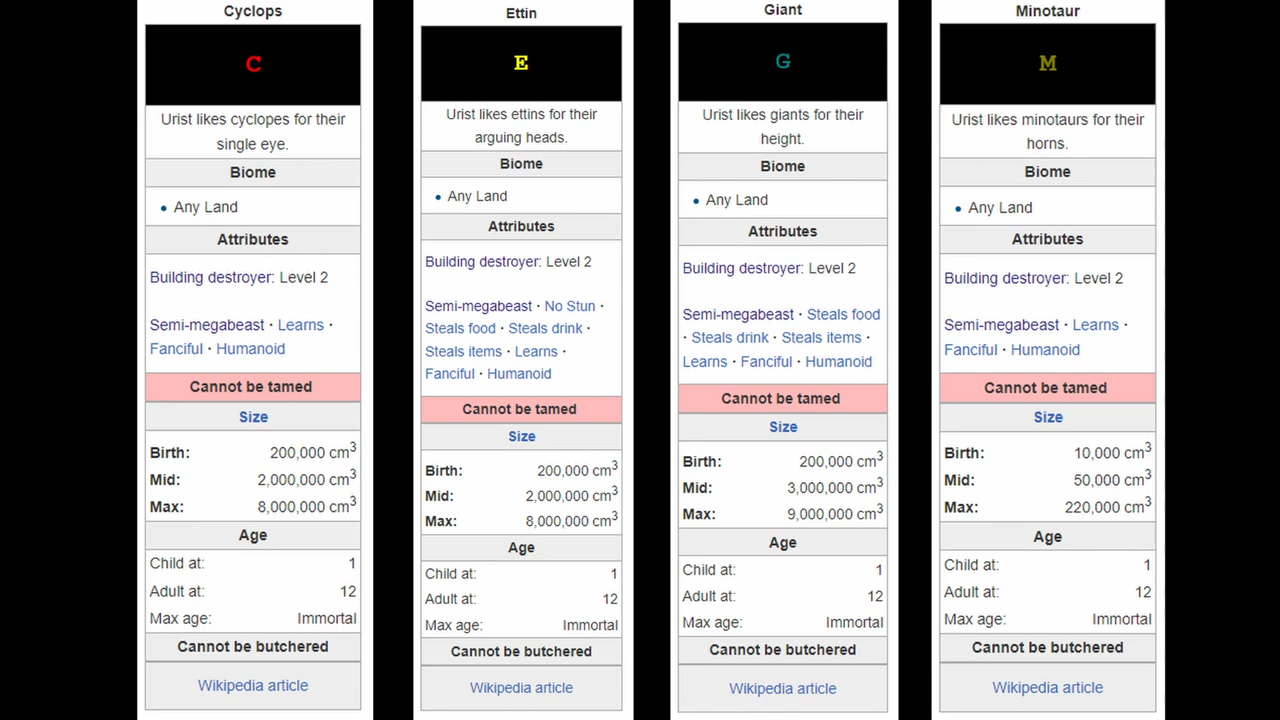 Cyclops
C
Urist likes cyclopes for their
single eye.
Biome
• Any Land
Attributes
Building destroyer: Level 2
Semi-megabeast · Learns ·
Fanciful · Humanoid
Cannot be tamed
Size
Birth: 200,000 cm³
Mid: 2,000,000 cm³
Max: 8,000,000 cm³
Age
Child at: 1
Adult at: 12
Max age: Immortal
Cannot be butchered
Wikipedia article
Ettin
E
Urist likes ettins for their
arguing heads.
Biome
• Any Land
Attributes
Building destroyer: Level 2
Semi-megabeast · No Stun ·
Steals food · Steals drink ·
Steals items · Learns ·
Fanciful · Humanoid
Cannot be tamed
Size
Birth: 200,000 cm³
Mid: 2,000,000 cm³
Max: 8,000,000 cm³
Age
Child at: 1
Adult at: 12
Max age: Immortal
Cannot be butchered
Wikipedia article
Giant
G
Urist likes giants for their
height.
Biome
• Any Land
Attributes
Building destroyer: Level 2
Semi-megabeast · Steals food
· Steals drink · Steals items ·
Learns · Fanciful · Humanoid
Cannot be tamed
Size
Birth: 200,000 cm³
Mid: 3,000,000 cm³
Max: 9,000,000 cm³
Age
Child at: 1
Adult at: 12
Max age: Immortal
Cannot be butchered
Wikipedia article
Minotaur
M
Urist likes minotaurs for their
horns.
Biome
• Any Land
Attributes
Building destroyer: Level 2
Semi-megabeast · Learns ·
Fanciful · Humanoid
Cannot be tamed
Size
Birth: 10,000 cm³
Mid: 50,000 cm³
Max: 220,000 cm³
Age
Child at: 1
Adult at: 12
Max age: Immortal
Cannot be butchered
Wikipedia article